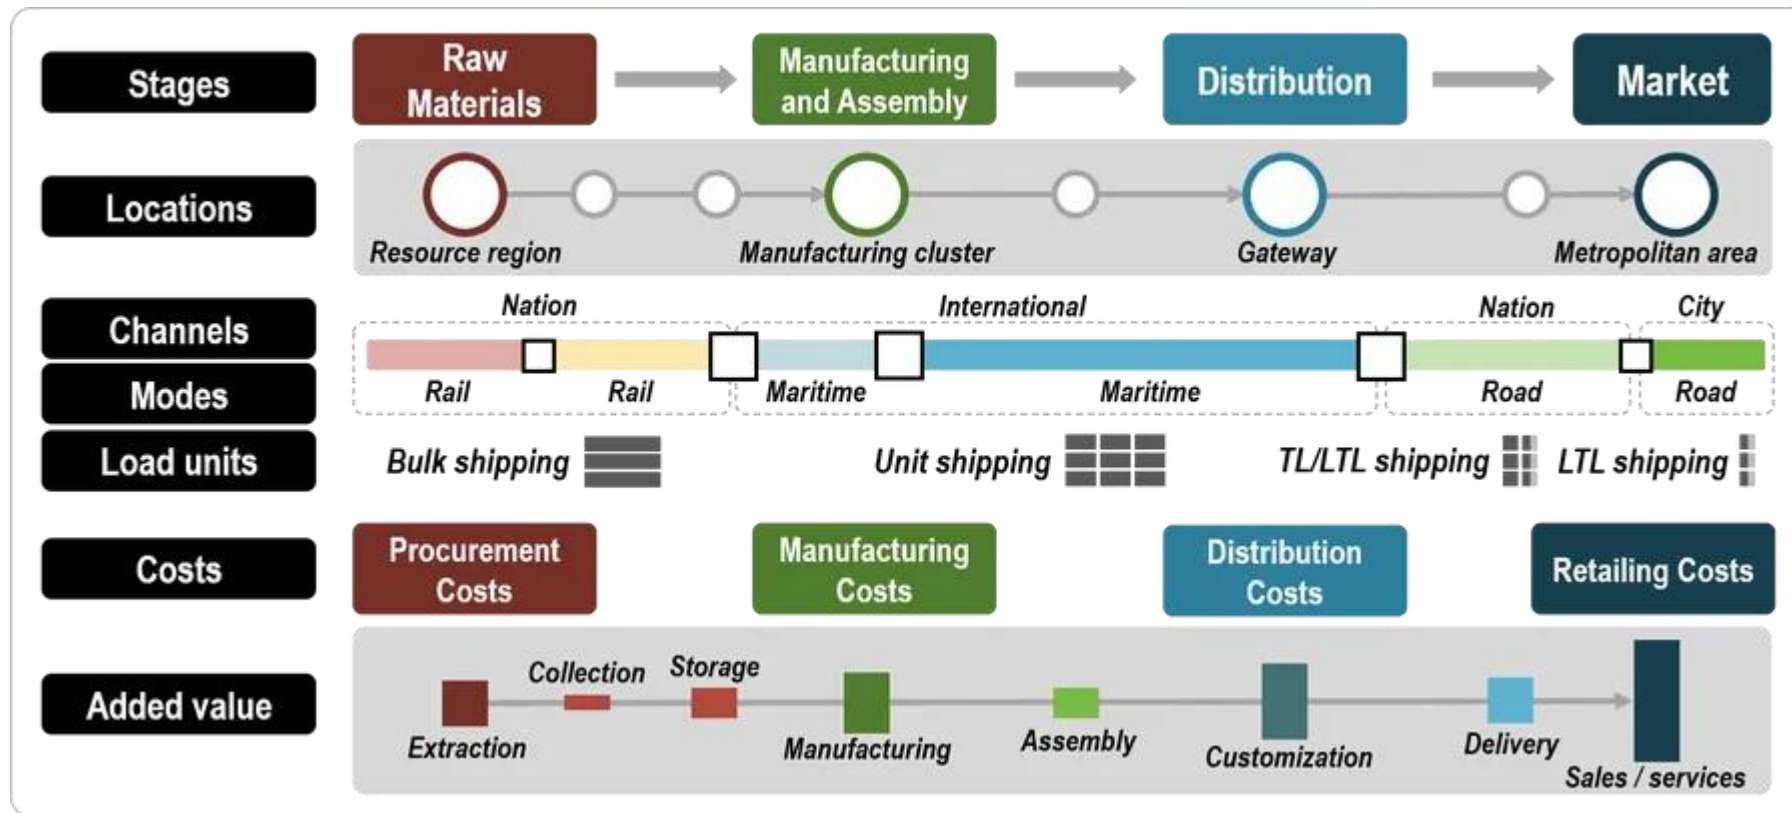 Stages
Raw
Materials
Manufacturing
and Assembly
Distribution
Market
Locations
Resource region
Manufacturing cluster
Gateway
Metropolitan area
Channels
Nation
International
Nation
City
Modes
Rail
Rail
Maritime
Maritime
Road
Road
Load units
Bulk shipping
Unit shipping
TL/LTL shipping
LTL shipping
Costs
Procurement
Costs
Manufacturing
Costs
Distribution
Costs
Retailing Costs
Added value
Extraction
Collection
Storage
Manufacturing
Assembly
Customization
Delivery
Sales / services